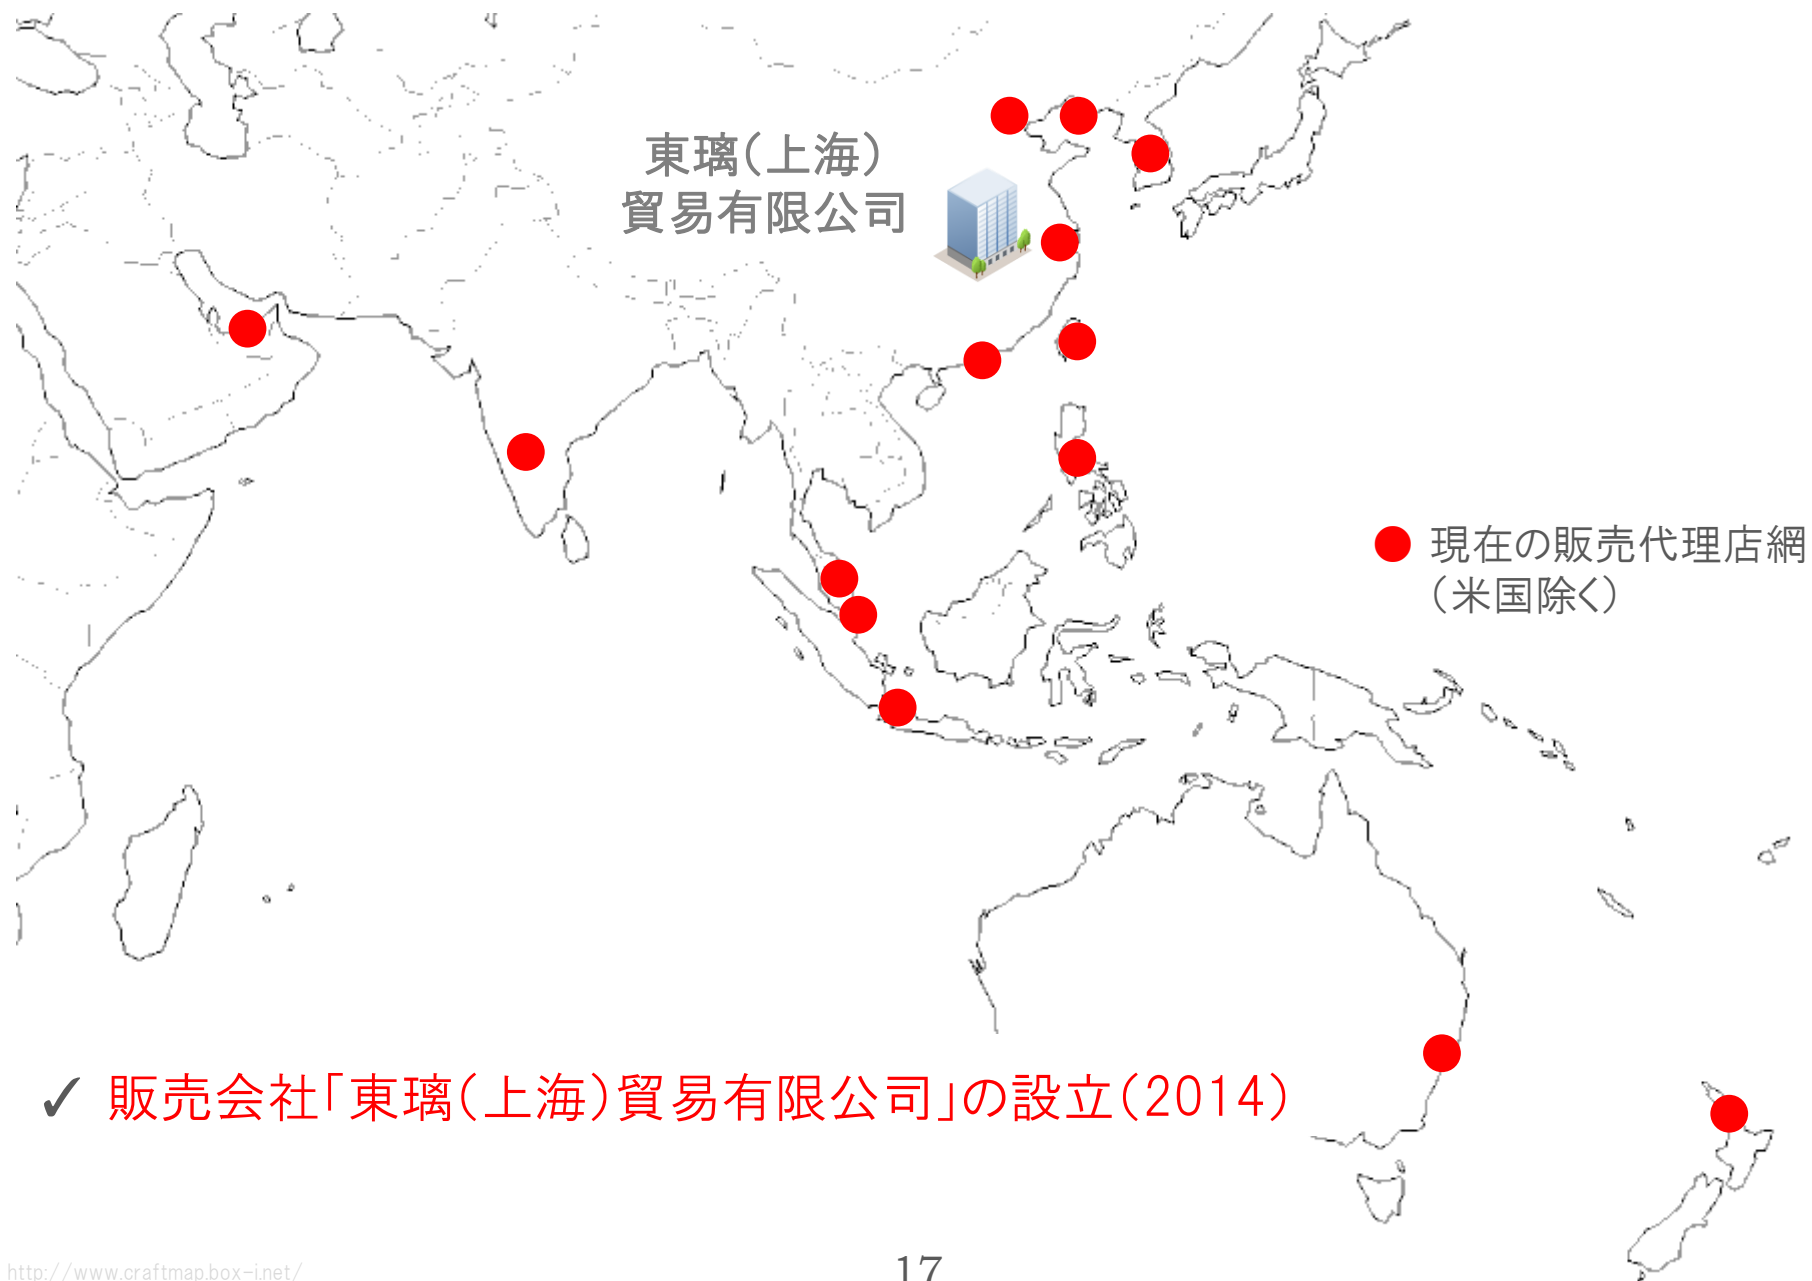 東璃（上海）
貿易有限公司
現在の販売代理店網
（米国除く）
✓ 販売会社「東璃（上海）貿易有限公司」の設立（2014）
17
http://www.craftmap.box-i.net/